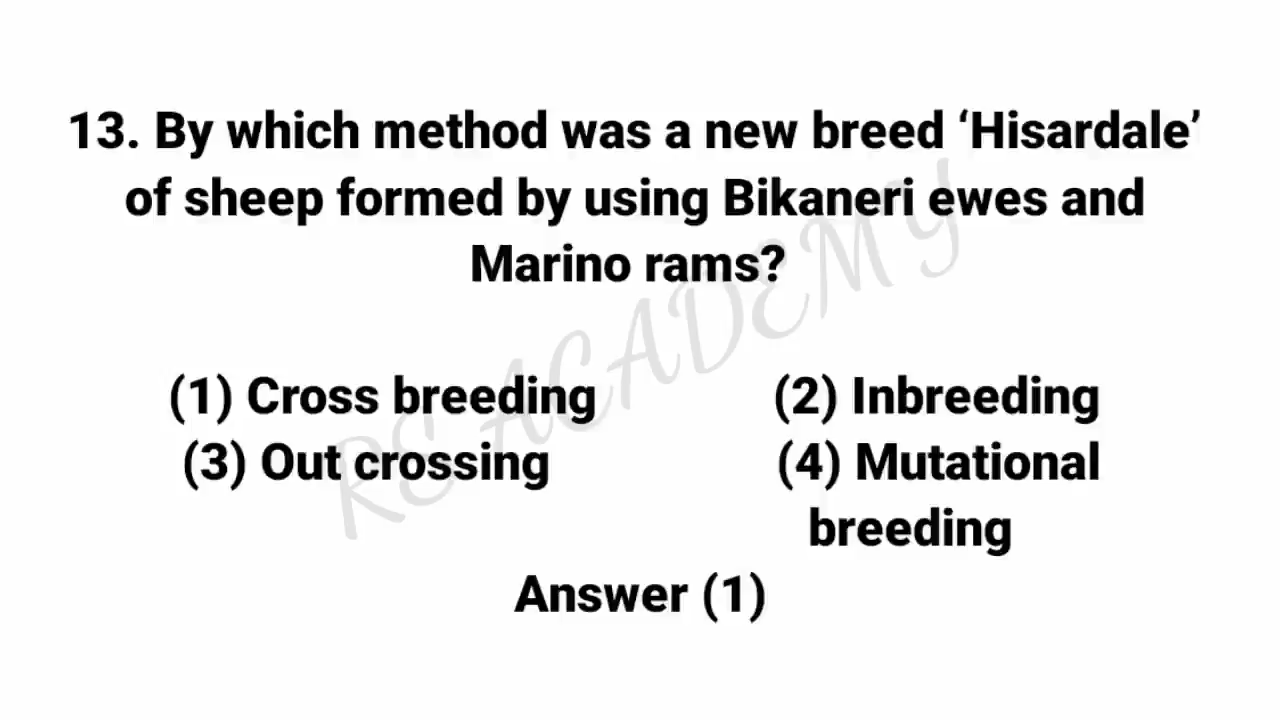 13. By which method was a new breed ‘Hisardale’
of sheep formed by using Bikaneri ewes and
Marino rams?
(1) Cross breeding (2) Inbreeding
(3) Out crossing (4) Mutational
breeding
Answer (1)
RE ACADEMY